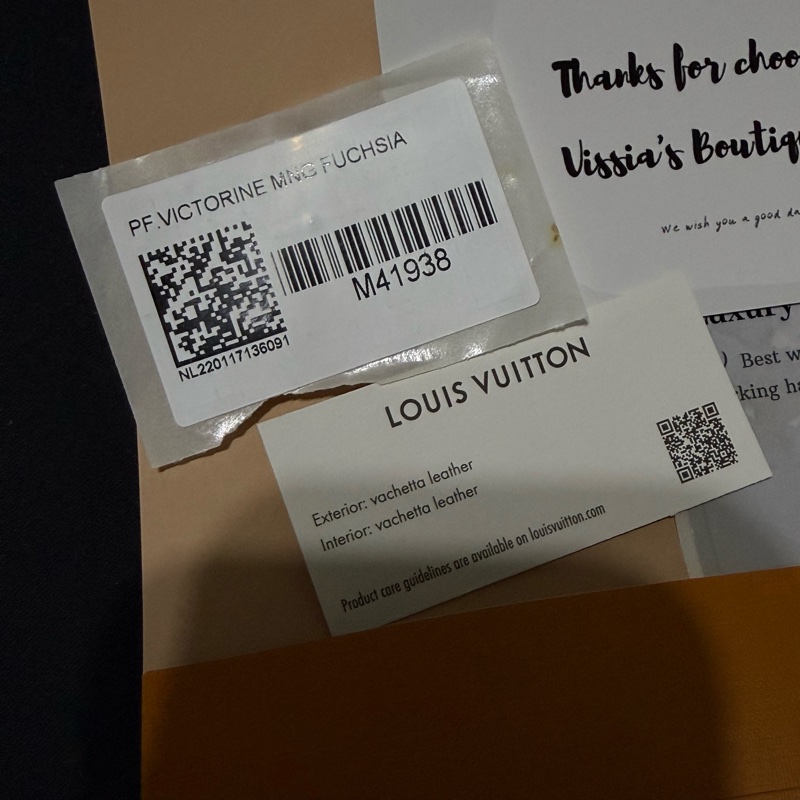 PF.VICTORINE MNG FUCHSIA
M41938
NL220117136091
Thanks for choo
Vissia's Boutiq
We wish you a good da
LOUIS VUITTON
Exterior: vachetta leather
Interior: vachetta leather
Product care guidelines are available on louisvuitton.com
uxury
) Best w
king ha